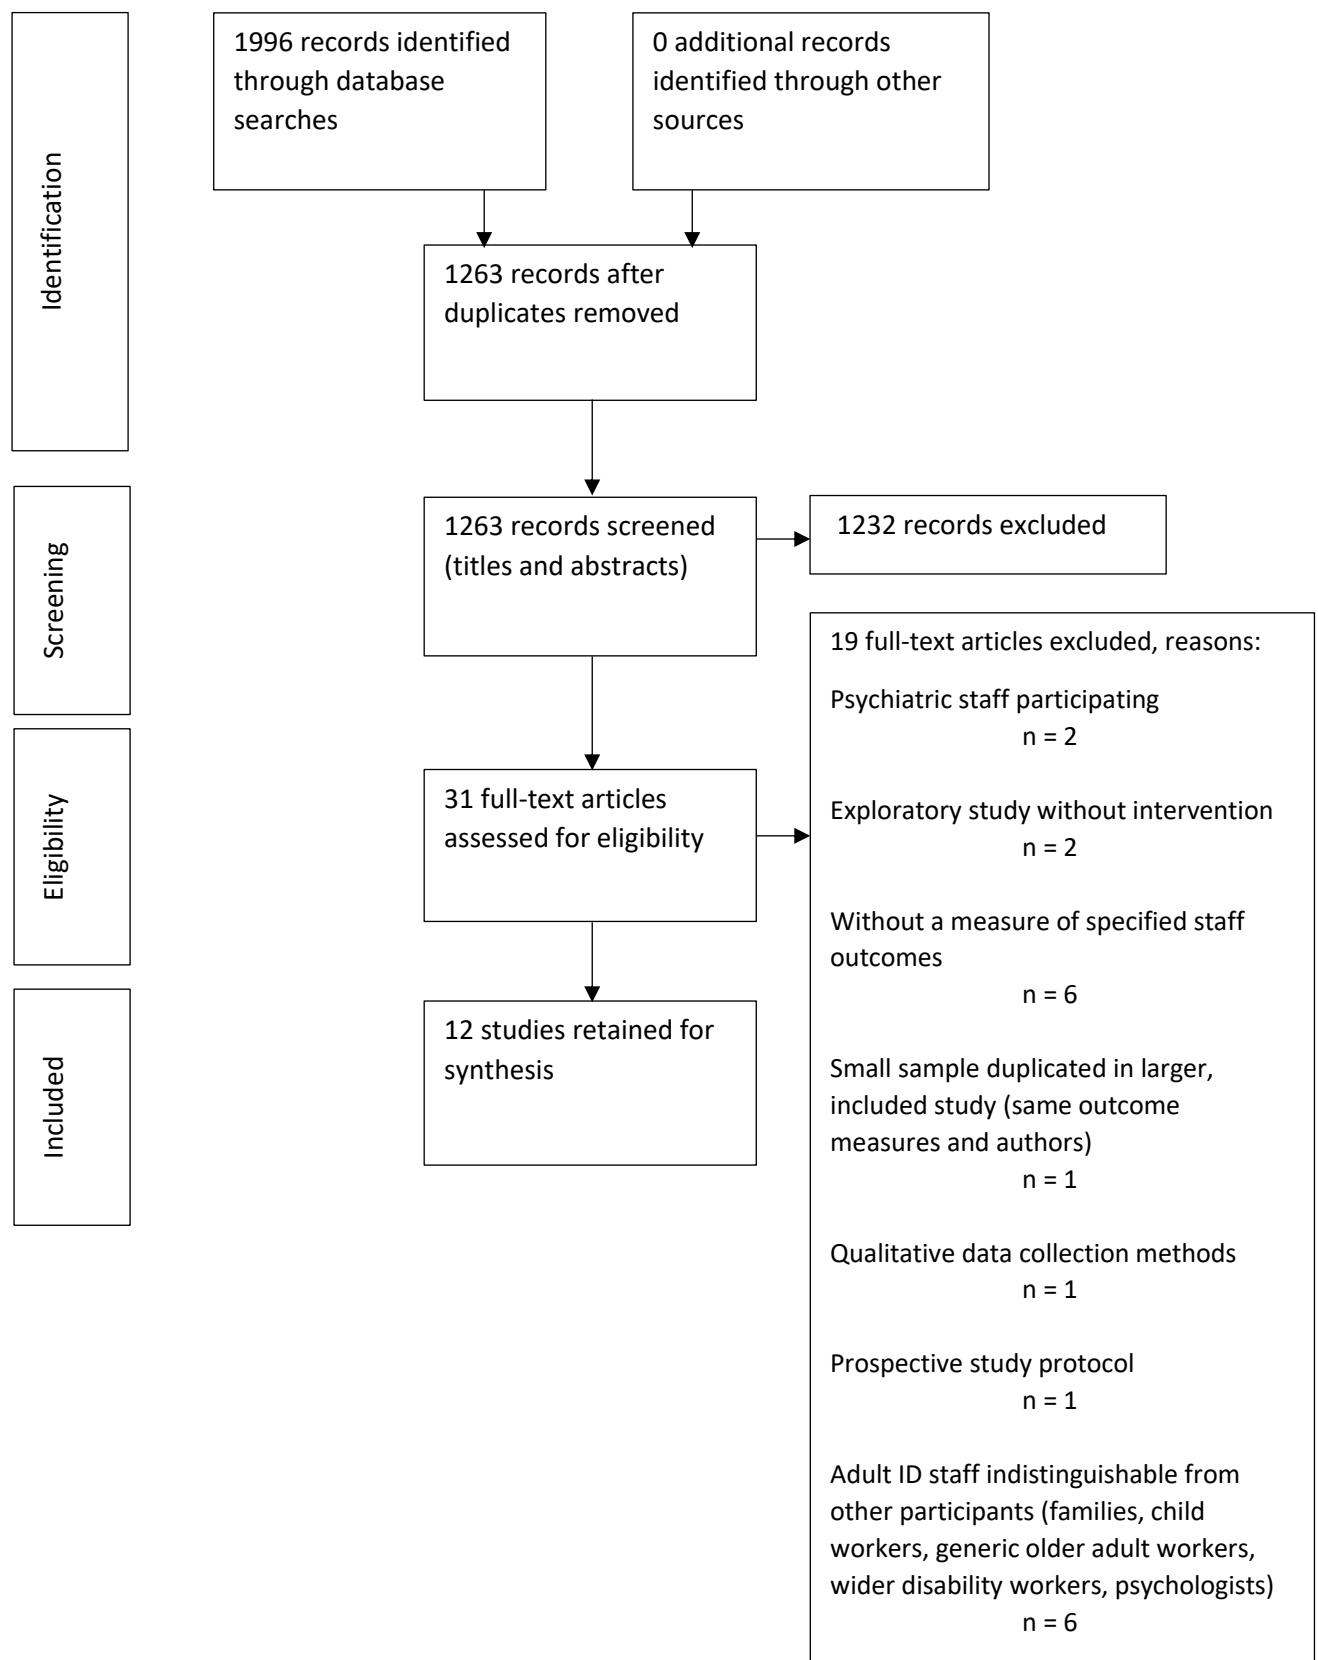 Identification
1996 records identified
through database
searches
0 additional records
identified through other
sources
1263 records after
duplicates removed
Screening
1263 records screened
(titles and abstracts)
1232 records excluded
Eligibility
31 full-text articles
assessed for eligibility
19 full-text articles excluded, reasons:
Psychiatric staff participating
n = 2
Exploratory study without intervention
n = 2
Without a measure of specified staff
outcomes
n = 6
Small sample duplicated in larger,
included study (same outcome
measures and authors)
n = 1
Qualitative data collection methods
n = 1
Prospective study protocol
n = 1
Adult ID staff indistinguishable from
other participants (families, child
workers, generic older adult workers,
wider disability workers, psychologists)
n = 6
Included
12 studies retained for
synthesis